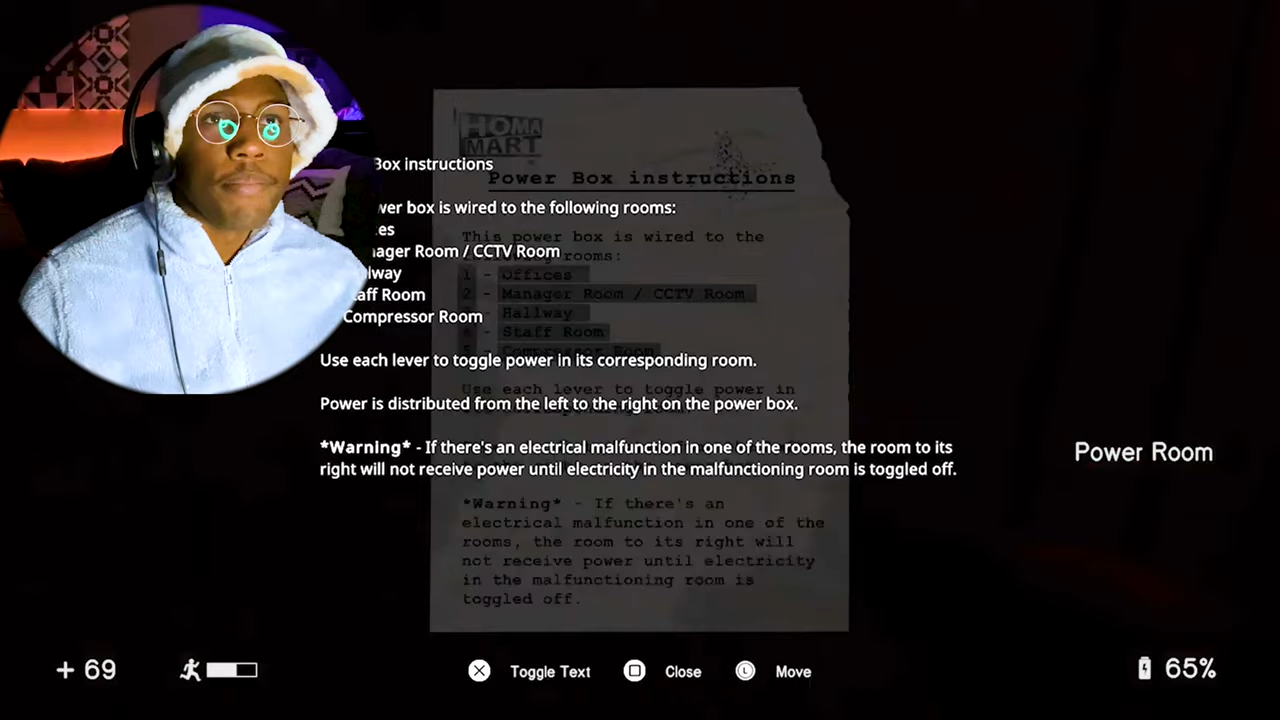 HOMA
MART
Box instructions
Power Box instructions
wer box is wired to the following rooms:
This power box is wired to the
rooms:
1 - Offices
nager Room / CCTV Room
2 - Manager Room / CCTV Room
Hallway
aff Room
- Staff Room
Compressor Room
Compressor Room
Use each lever to toggle power in its corresponding room.
Use each lever to toggle power in
Power is distributed from the left to the right on the power box.
*Warning* - If there's an electrical malfunction in one of the rooms, the room to its
right will not receive power until electricity in the malfunctioning room is toggled off.
Power Room
*Warning* - If there's an
electrical malfunction in one of the
rooms, the room to its right will
not receive power until electricity
in the malfunctioning room is
toggled off.
+ 69
Toggle Text
Close
L Move
65%